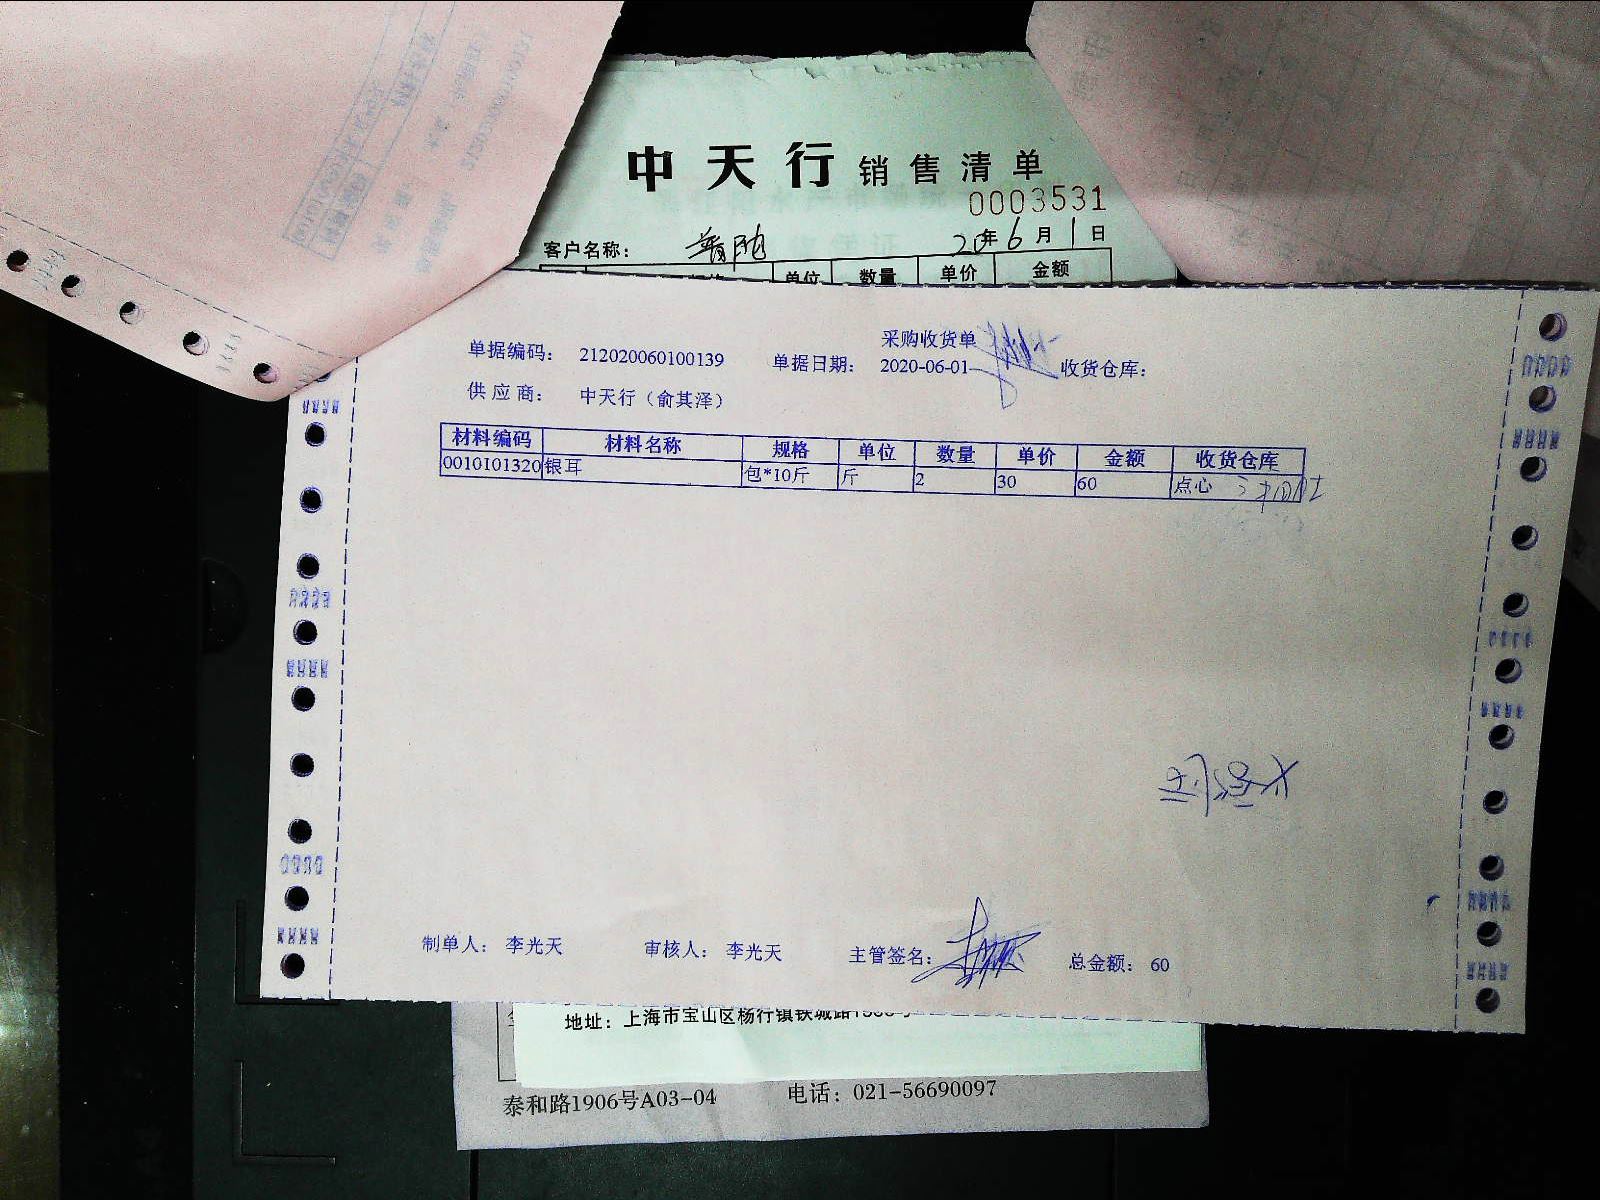 中天行 销售清单
0003531
客户名称： 普陀 20年6月1日
单位 数量 单价 金额
采购收货单
单据编码： 212020060100139 单据日期： 2020-06-01 收货仓库：
供应商： 中天行（俞其泽）
材料编码 材料名称 规格 单位 数量 单价 金额 收货仓库
0010101320 银耳 包*10斤 斤 2 30 60 点心
制单人： 李光天 审核人： 李光天 主管签名： 总金额： 60
地址：上海市宝山区杨行镇铁城路
泰和路1906号A03-04 电话：021-56690097